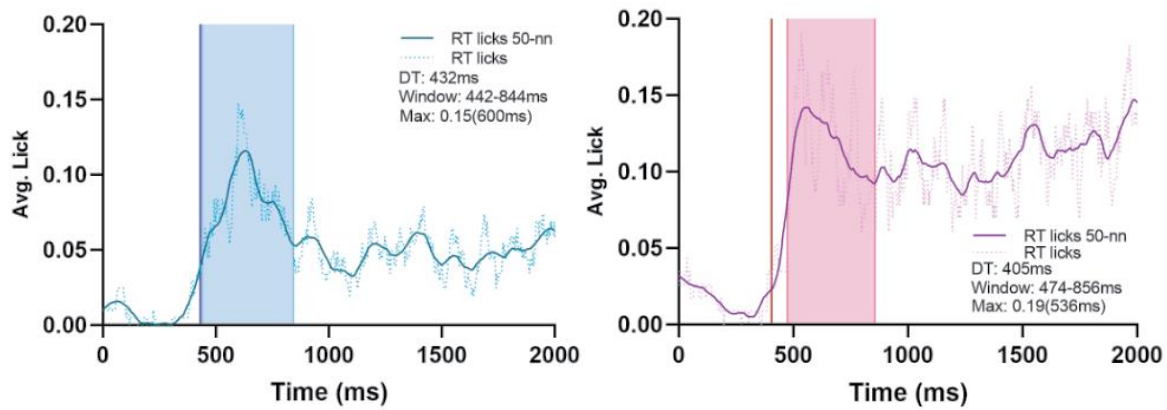 0.20
0.15
0.10
0.05
0.00
Avg. Lick
0
500
1000
1500
2000
Time (ms)
RT licks 50-nn
RT licks
DT: 432ms
Window: 442-844ms
Max: 0.15(600ms)
0.20
0.15
0.10
0.05
0.00
Avg. Lick
0
500
1000
1500
2000
Time (ms)
RT licks 50-nn
RT licks
DT: 405ms
Window: 474-856ms
Max: 0.19(536ms)